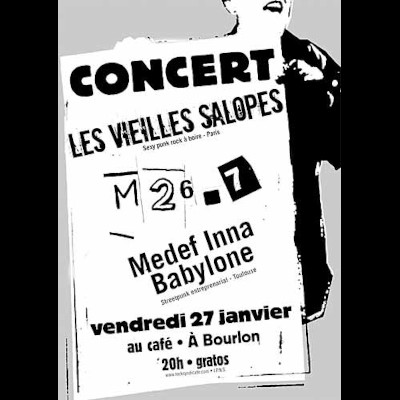 CONCERT
LES VIEILLES SALOPES
Sexy punk rock à boire - Paris
M 26.7
Medef Inna
Babylone
Streetpunk entreprenarial - Toulouse
vendredi 27 janvier
au café • À Bourlon
20h • gratos